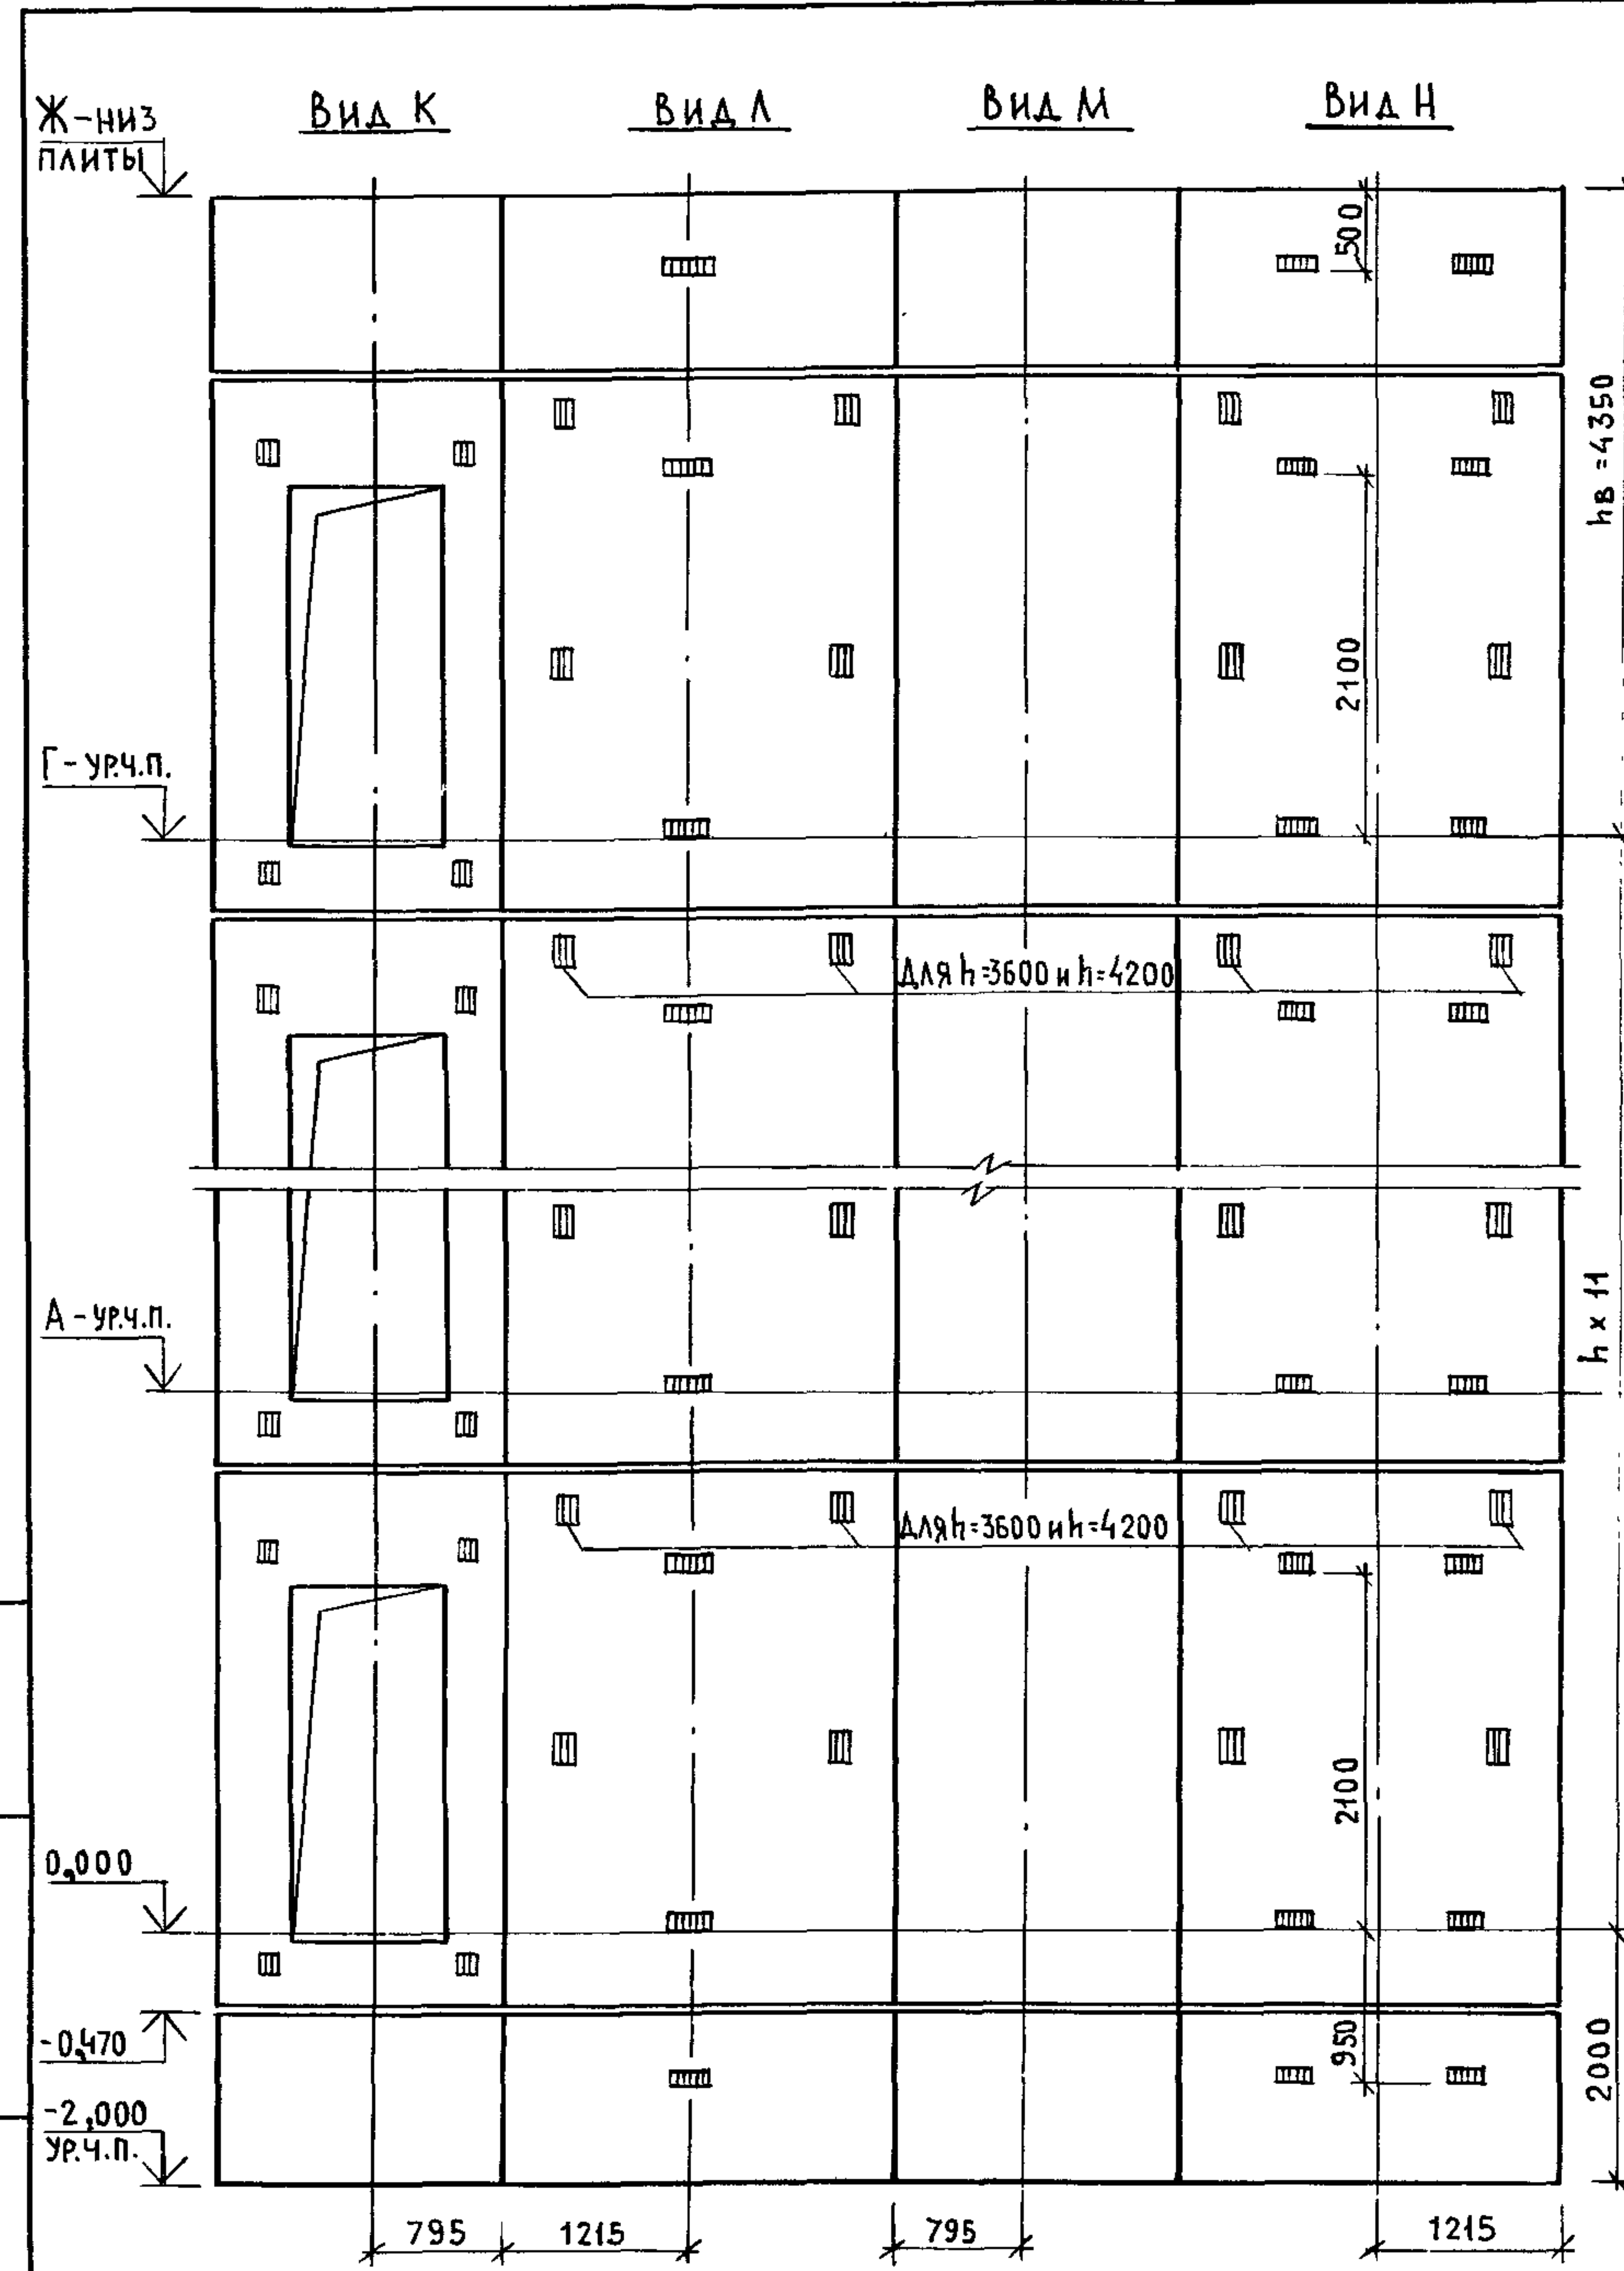 Ж-низ
плиты
Вид К
Вид Л
Вид М
Вид Н
500
hв = 4350
2100
Г - ур.ч.п.
Для h=3600 и h=4200
А - ур.ч.п.
h x 11
Для h=3600 и h=4200
2100
0,000
-0,470
950
2000
-2,000
ур.ч.п.
795
1215
795
1215